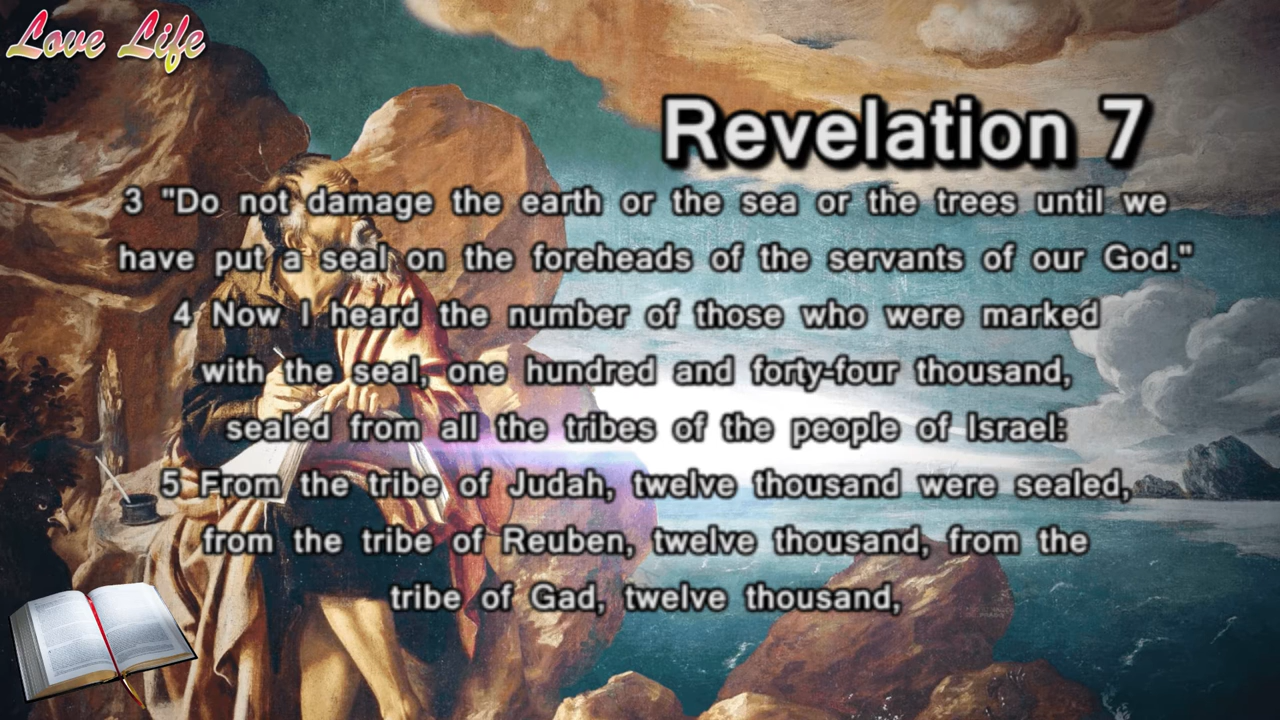 Love Life
Revelation 7
3 "Do not damage the earth or the sea or the trees until we
have put a seal on the foreheads of the servants of our God."
4 Now I heard the number of those who were marked
with the seal, one hundred and forty-four thousand,
sealed from all the tribes of the people of Israel:
5 From the tribe of Judah, twelve thousand were sealed,
from the tribe of Reuben, twelve thousand, from the
tribe of Gad, twelve thousand,